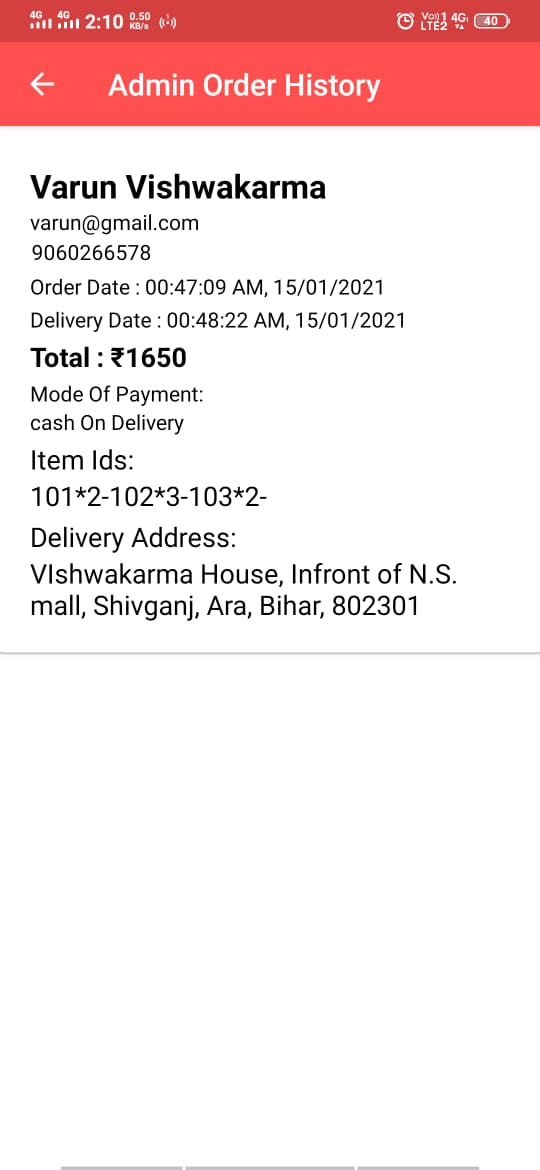 4G 4G 2:10 0.50 KB/s Vo))1 4G LTE2 40
Admin Order History
Varun Vishwakarma
varun@gmail.com
9060266578
Order Date : 00:47:09 AM, 15/01/2021
Delivery Date : 00:48:22 AM, 15/01/2021
Total : ₹1650
Mode Of Payment:
cash On Delivery
Item Ids:
101*2-102*3-103*2-
Delivery Address:
VIshwakarma House, Infront of N.S.
mall, Shivganj, Ara, Bihar, 802301